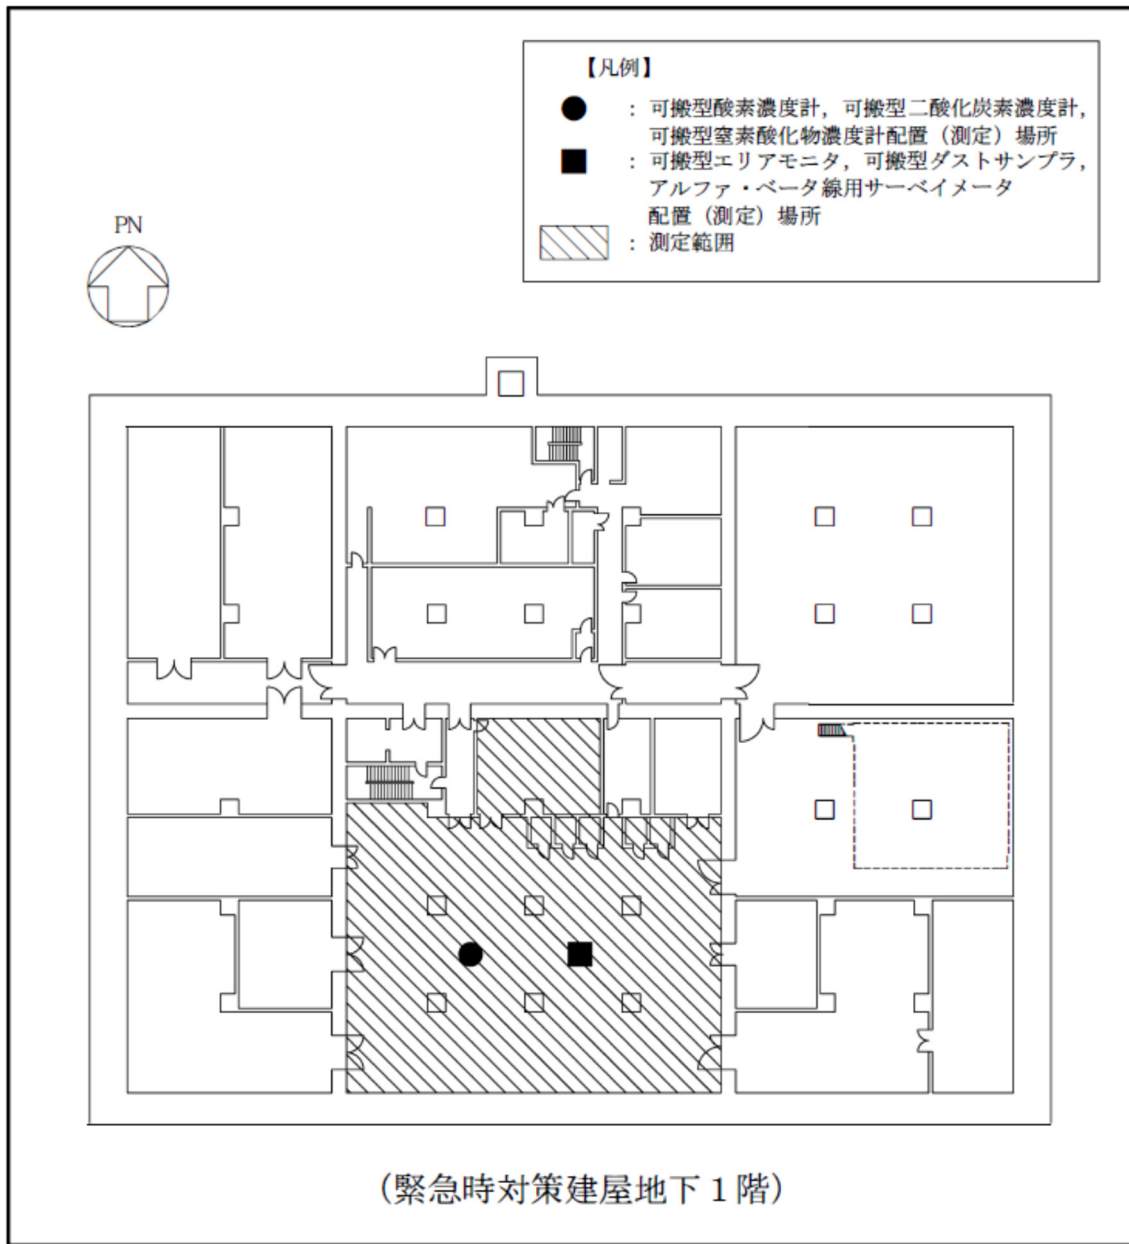 【凡例】
： 可搬型酸素濃度計，可搬型二酸化炭素濃度計，
可搬型窒素酸化物濃度計配置（測定）場所
： 可搬型エリアモニタ，可搬型ダストサンプラ，
アルファ・ベータ線用サーベイメータ
配置（測定）場所
： 測定範囲
PN
（緊急時対策建屋地下１階）